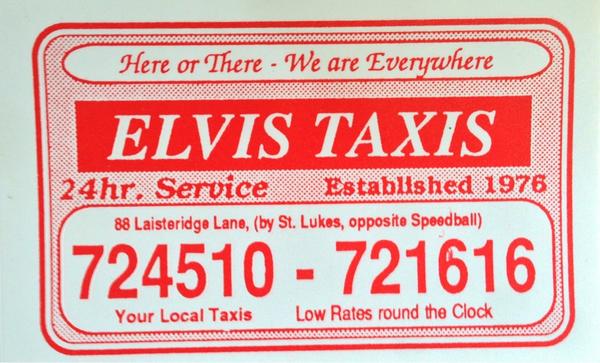 Here or There - We are Everywhere
ELVIS TAXIS
24hr. Service Established 1976
88 Laisteridge Lane, (by St. Lukes, opposite Speedball)
724510 - 721616
Your Local Taxis Low Rates round the Clock